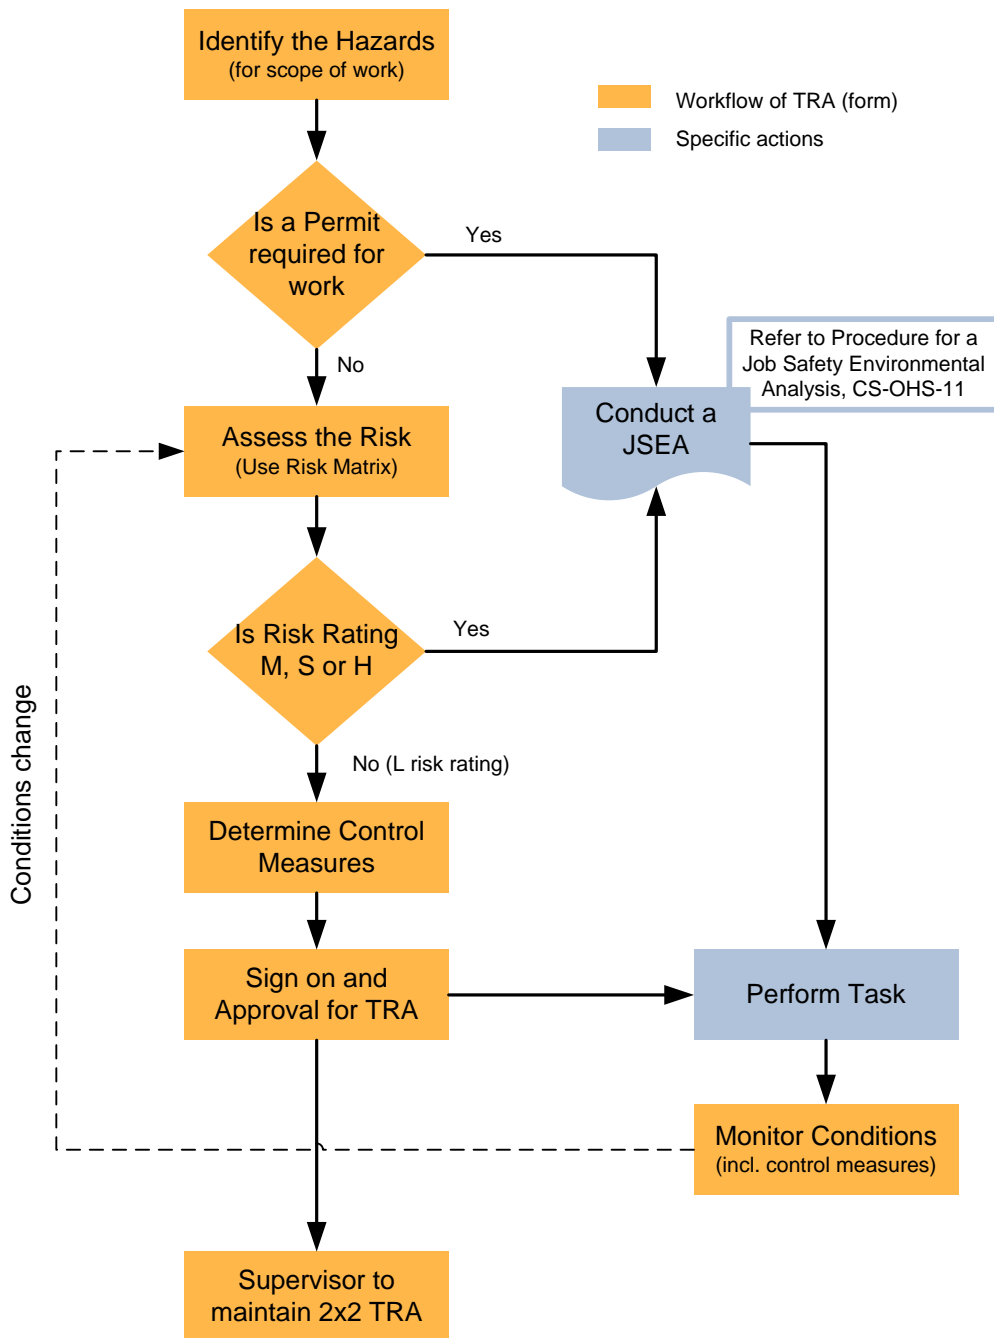 Identify the Hazards
(for scope of work)
Workflow of TRA (form)
Specific actions
Is a Permit
required for
work
Yes
No
Refer to Procedure for a
Job Safety Environmental
Analysis, CS-OHS-11
Conduct a
JSEA
Assess the Risk
(Use Risk Matrix)
Is Risk Rating
M, S or H
Yes
No (L risk rating)
Conditions change
Determine Control
Measures
Sign on and
Approval for TRA
Perform Task
Monitor Conditions
(incl. control measures)
Supervisor to
maintain 2x2 TRA